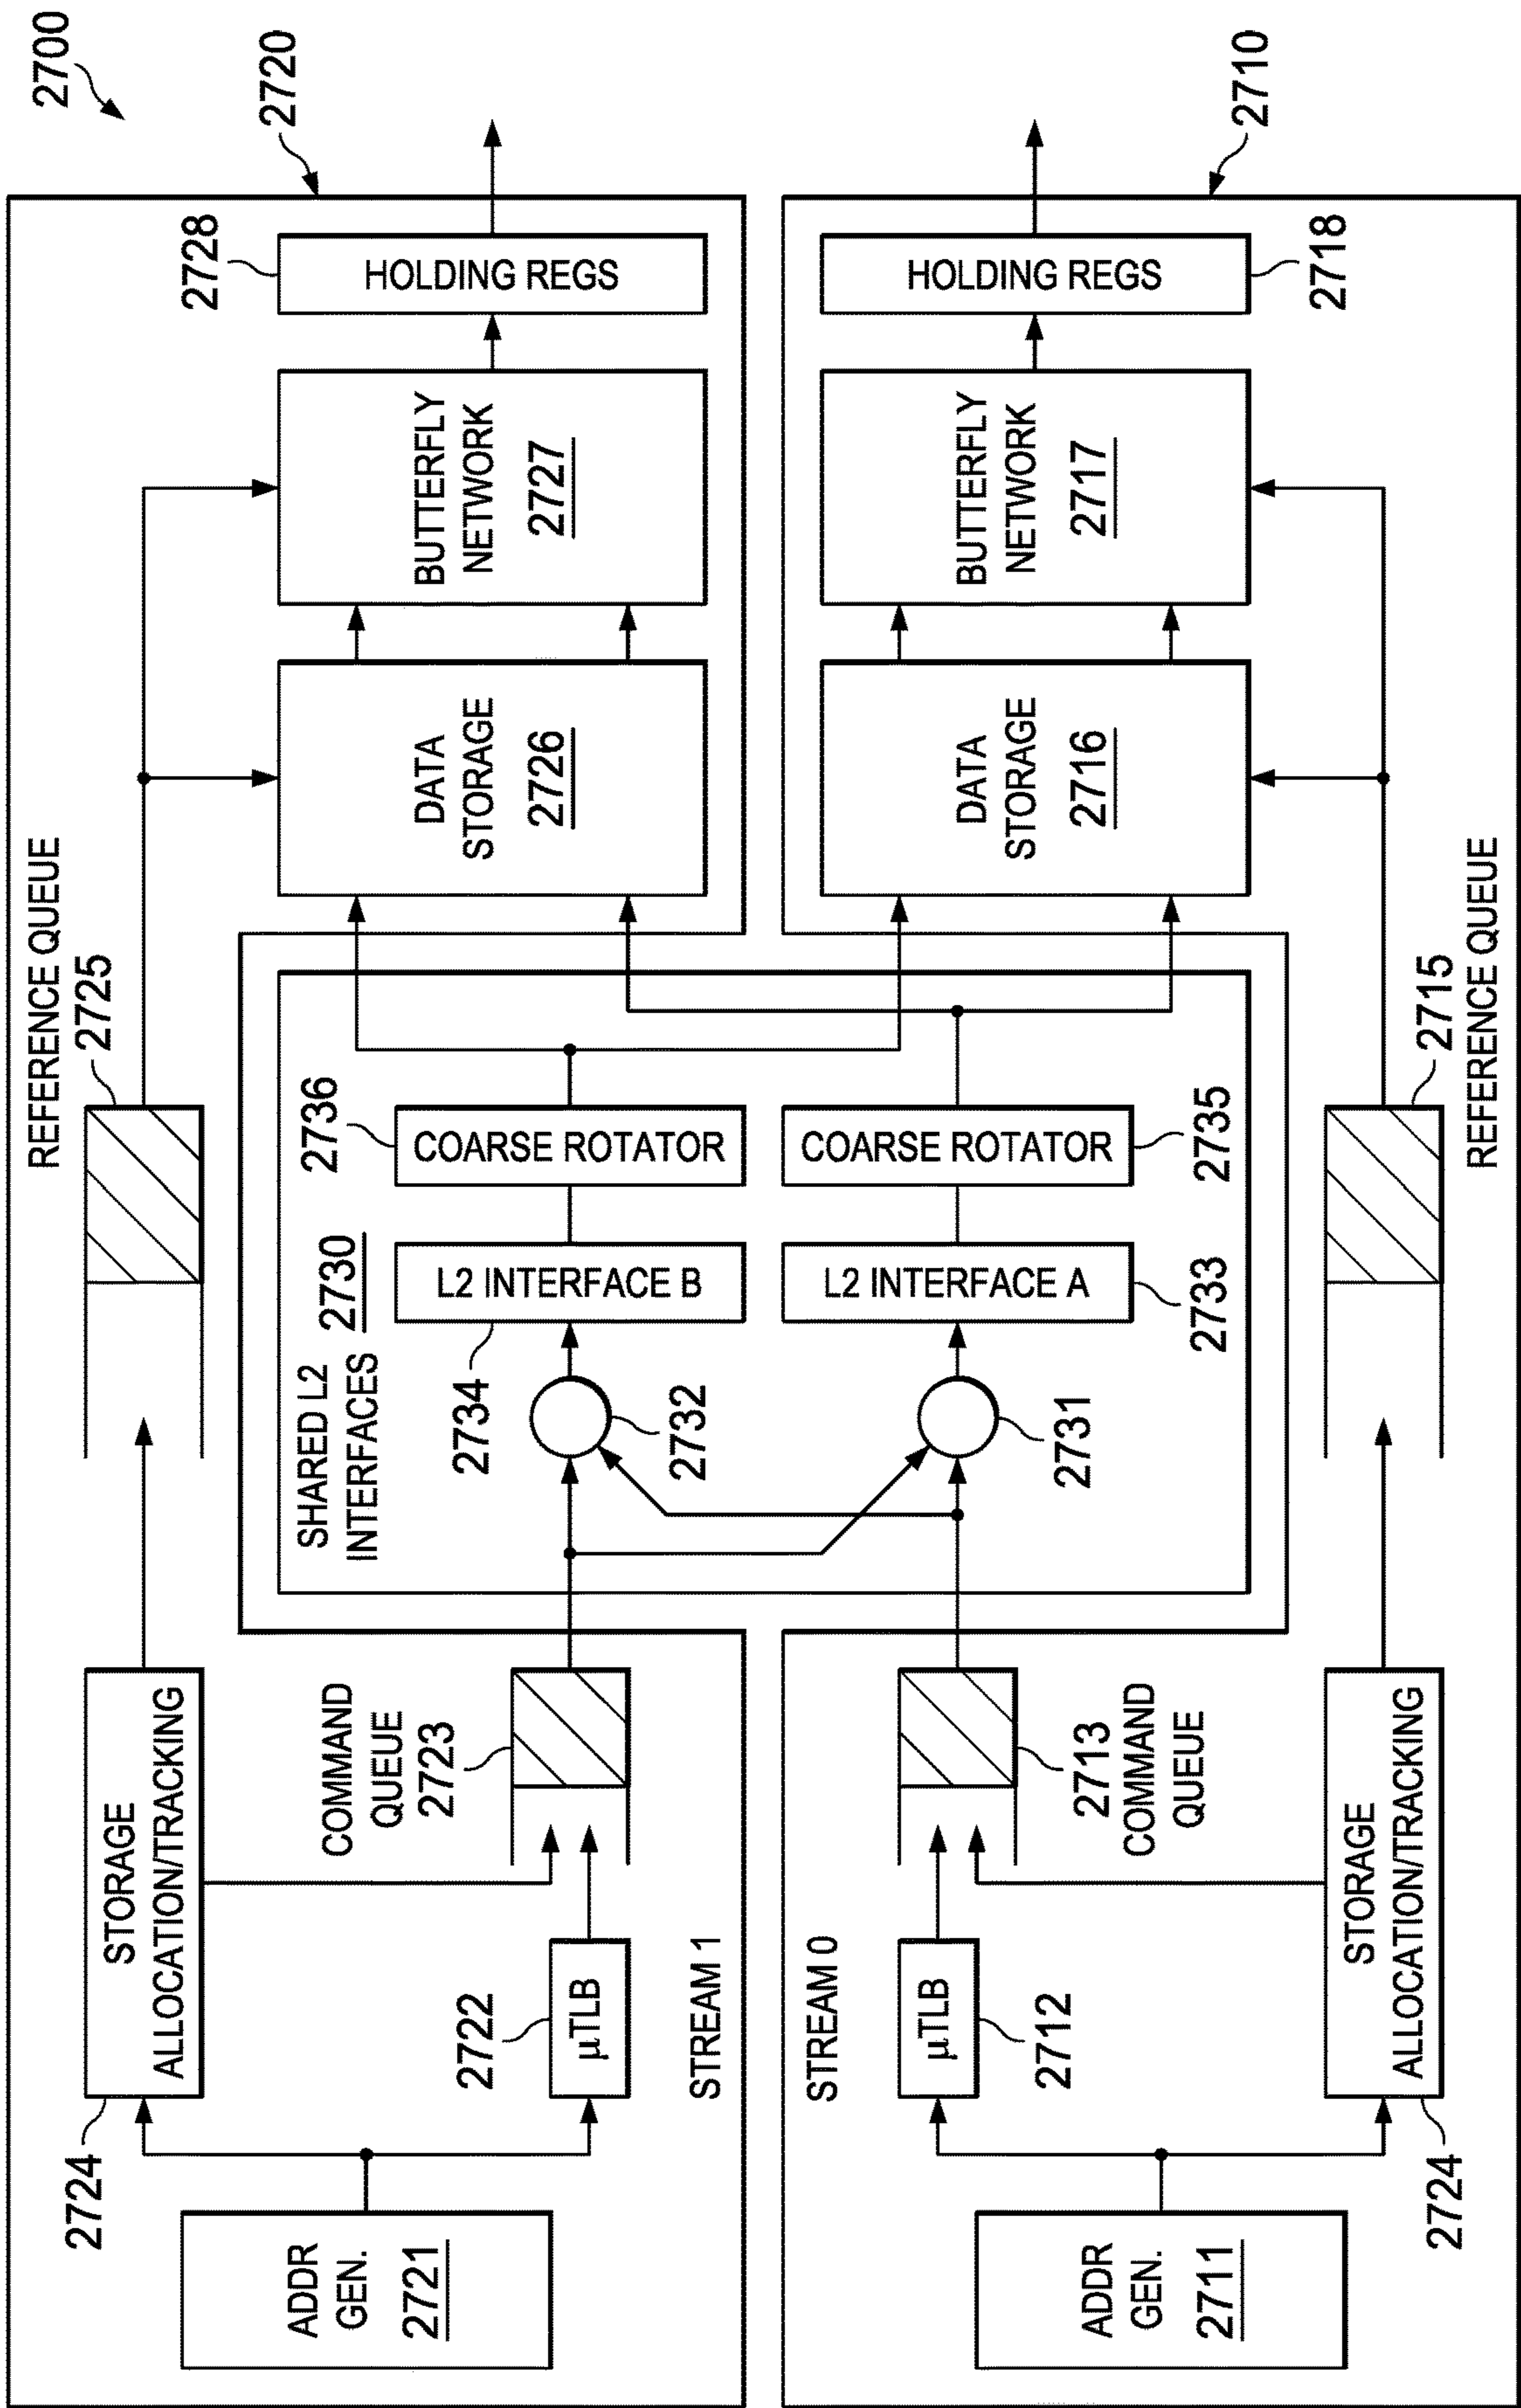 2700
2720
2710
2724
STORAGE
ALLOCATION/TRACKING
REFERENCE QUEUE
2725
ADDR
GEN.
2721
2722
µTLB
COMMAND
QUEUE
2723
STREAM 1
SHARED L2
INTERFACES
2730
2734
L2 INTERFACE B
2732
2736
COARSE ROTATOR
DATA
STORAGE
2726
BUTTERFLY
NETWORK
2727
2728
HOLDING REGS
STREAM 0
ADDR
GEN.
2711
µTLB
2712
2713
COMMAND
QUEUE
2731
L2 INTERFACE A
2733
COARSE ROTATOR
2735
DATA
STORAGE
2716
BUTTERFLY
NETWORK
2717
HOLDING REGS
2718
STORAGE
ALLOCATION/TRACKING
2724
2715
REFERENCE QUEUE